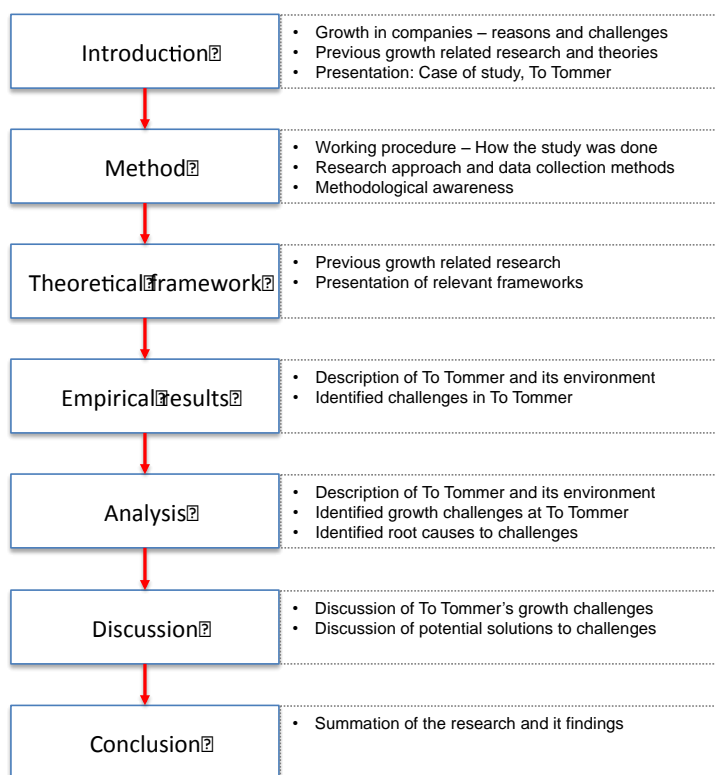 Introduction⍰
• Growth in companies – reasons and challenges
• Previous growth related research and theories
• Presentation: Case of study, To Tommer
Method⍰
• Working procedure – How the study was done
• Research approach and data collection methods
• Methodological awareness
Theoretical⍰framework⍰
• Previous growth related research
• Presentation of relevant frameworks
Empirical⍰results⍰
• Description of To Tommer and its environment
• Identified challenges in To Tommer
Analysis⍰
• Description of To Tommer and its environment
• Identified growth challenges at To Tommer
• Identified root causes to challenges
Discussion⍰
• Discussion of To Tommer’s growth challenges
• Discussion of potential solutions to challenges
Conclusion⍰
• Summation of the research and it findings